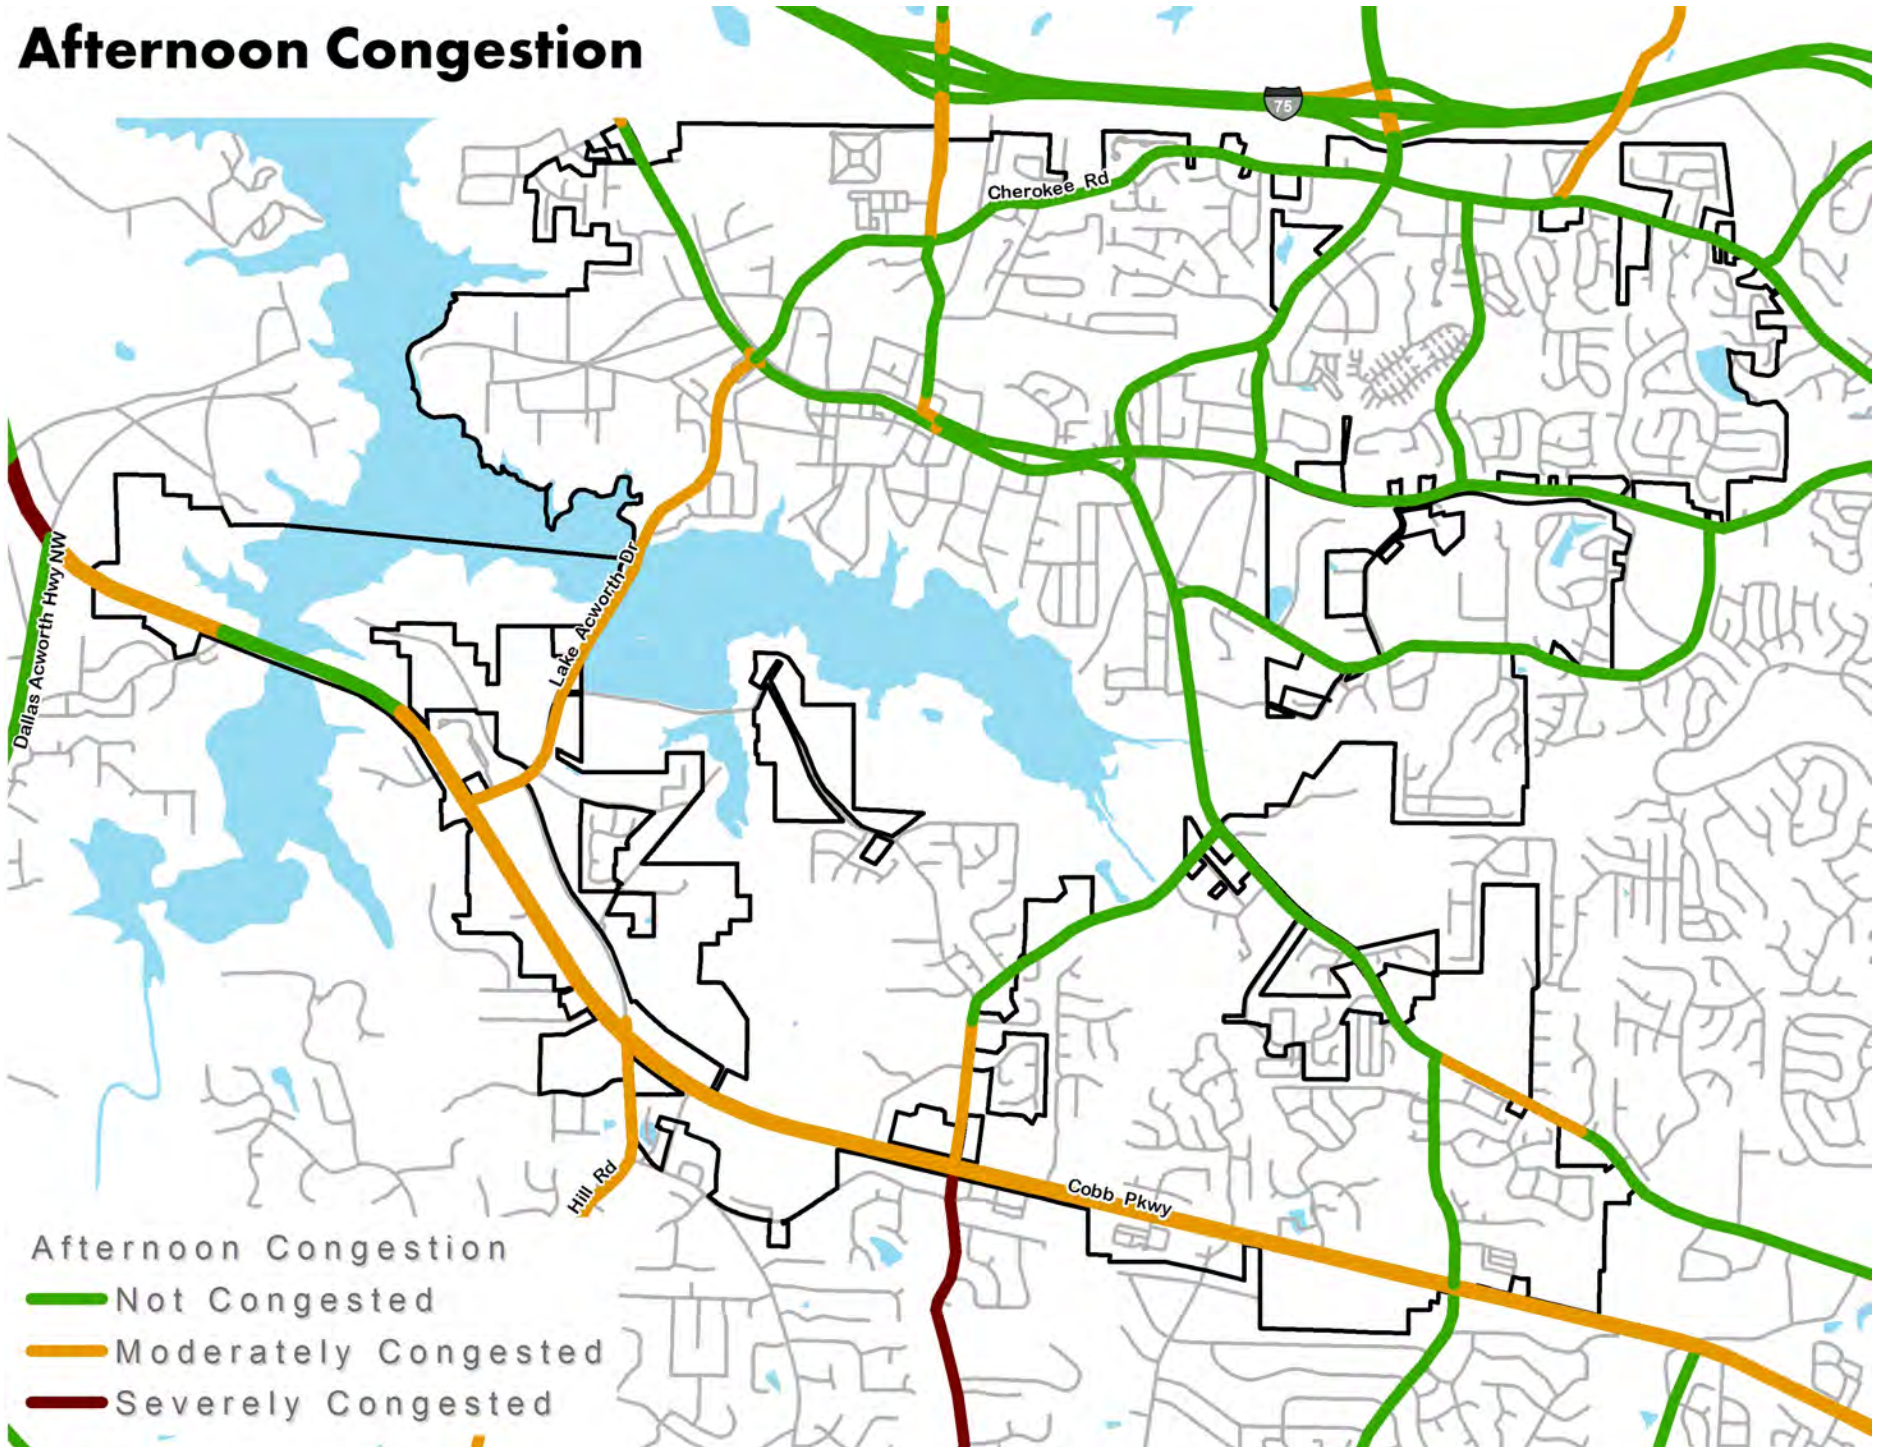 Afternoon Congestion
75
Cherokee Rd
Dallas Acworth Hwy NW
Lake Acworth Dr
Hill Rd
Cobb Pkwy
Afternoon Congestion
Not Congested
Moderately Congested
Severely Congested